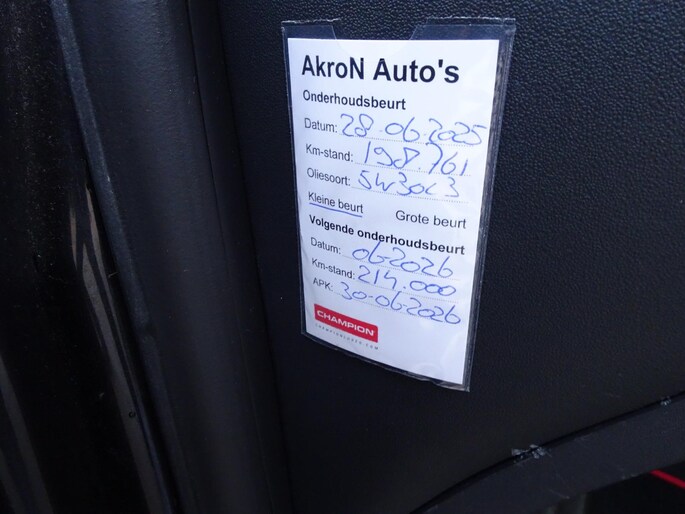 AkroN Auto's
Onderhoudsbeurt
Datum: 28-06-2025
Km-stand: 198.761
Oliesoort: 5W30C3
Kleine beurt Grote beurt
Volgende onderhoudsbeurt
Datum: 06-2026
Km-stand: 214.000
APK: 30-06-2026
CHAMPION